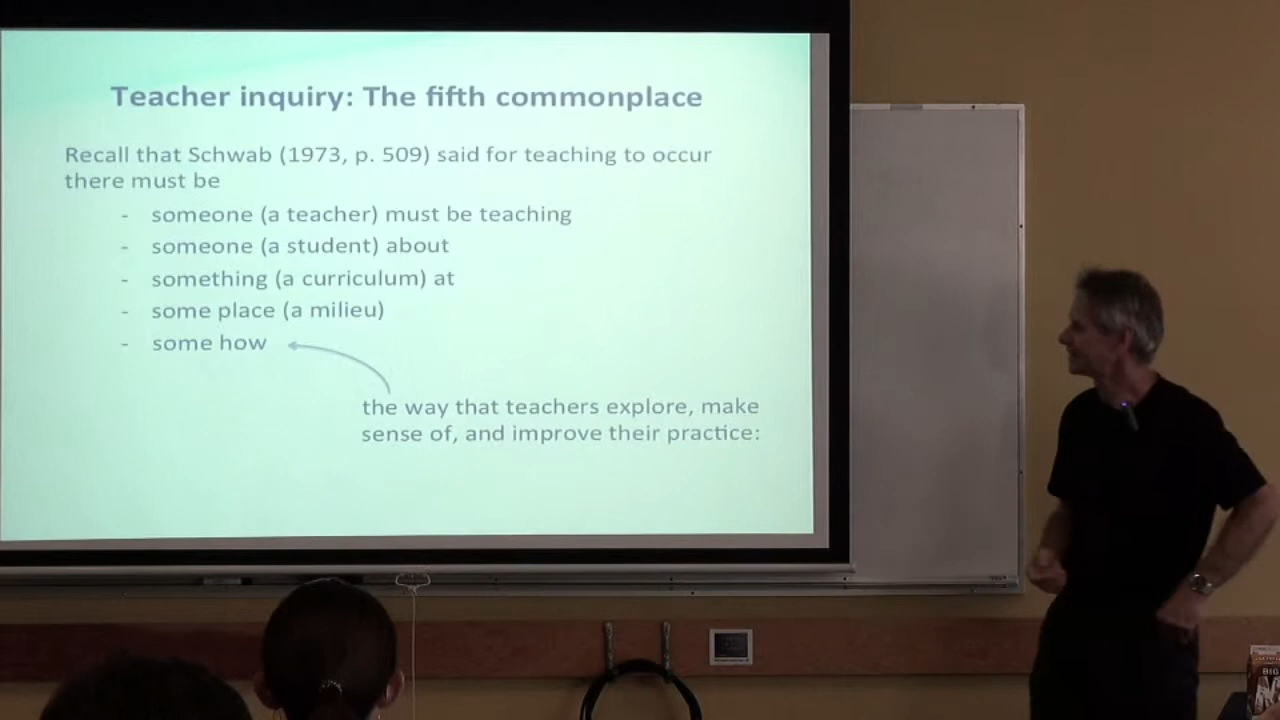 Teacher inquiry: The fifth commonplace
Recall that Schwab (1973, p. 509) said for teaching to occur
there must be
- someone (a teacher) must be teaching
- someone (a student) about
- something (a curriculum) at
- some place (a milieu)
- some how
the way that teachers explore, make
sense of, and improve their practice: